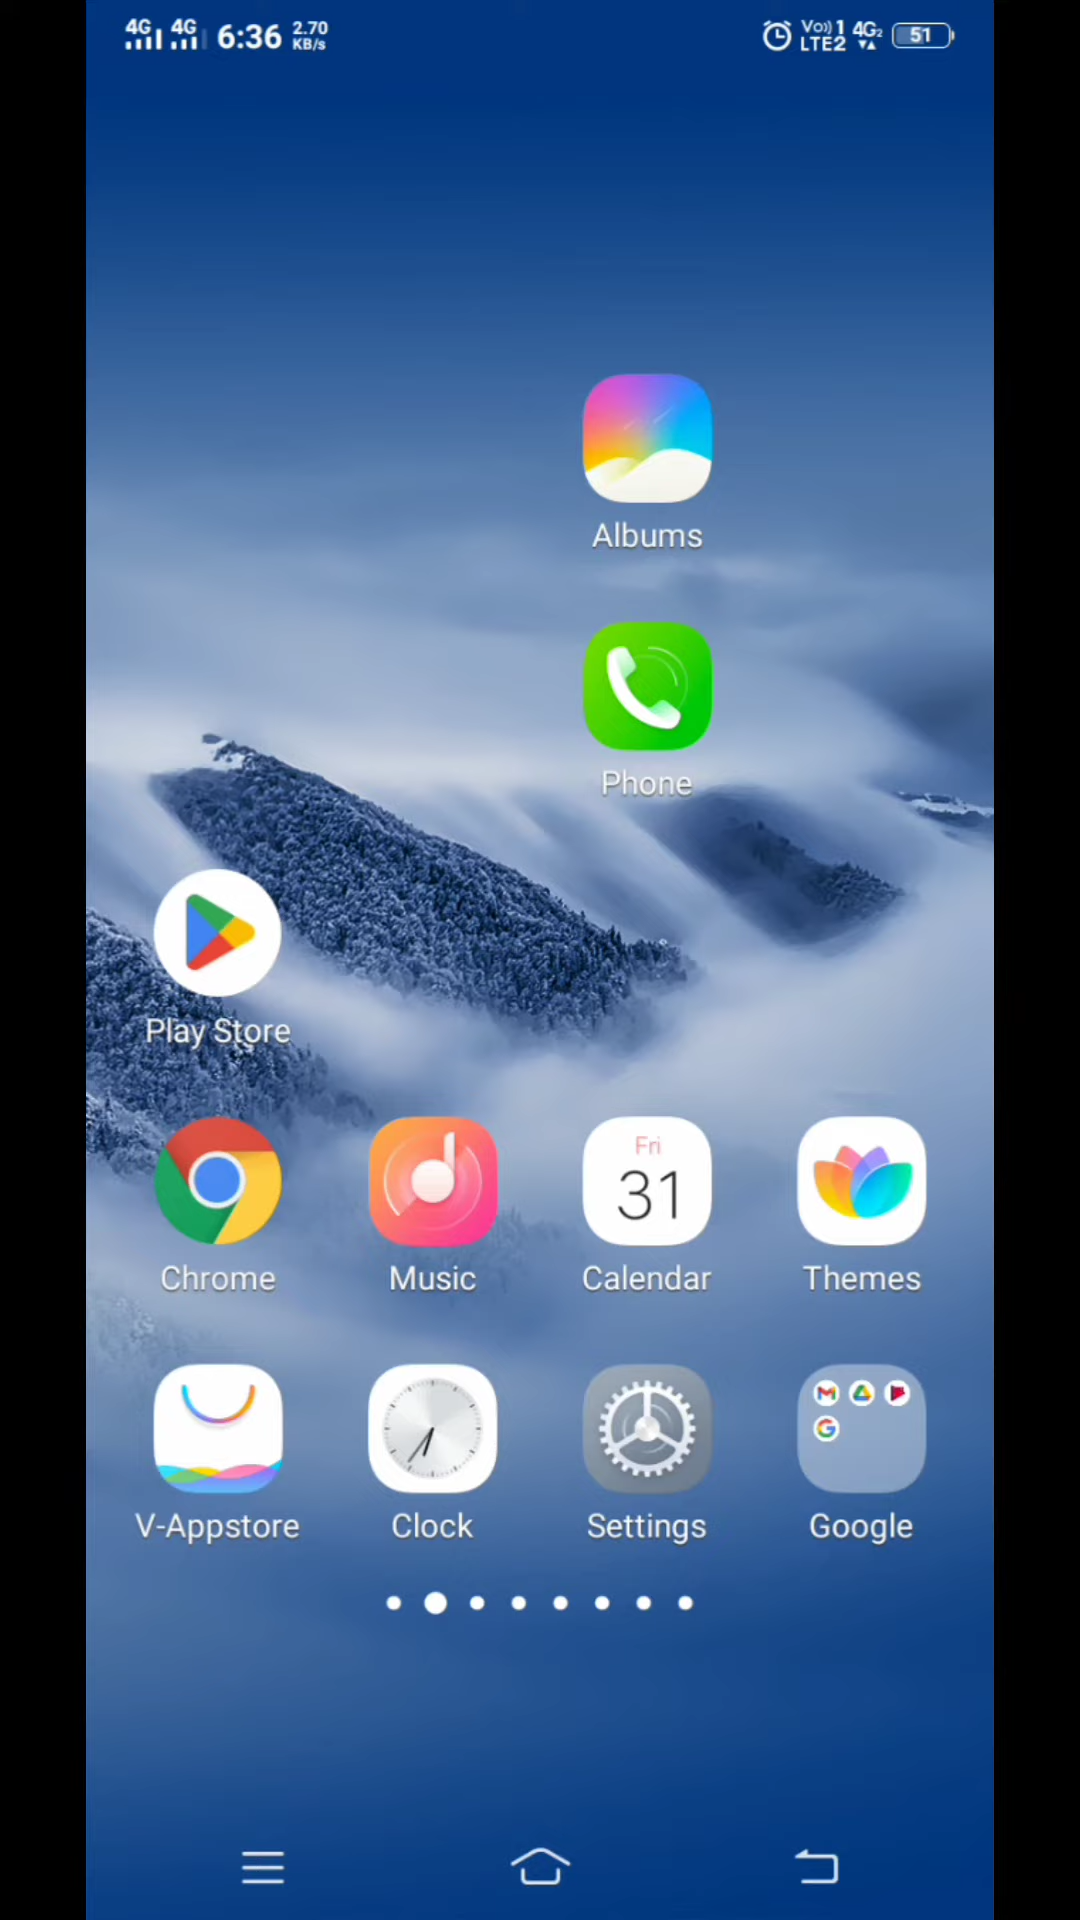 4G 4G 6:36 2.70 KB/s Vo)) 1 LTE2 4G2 51
Albums
Phone
Play Store
Fri
31
Chrome Music Calendar Themes
V-Appstore Clock Settings Google